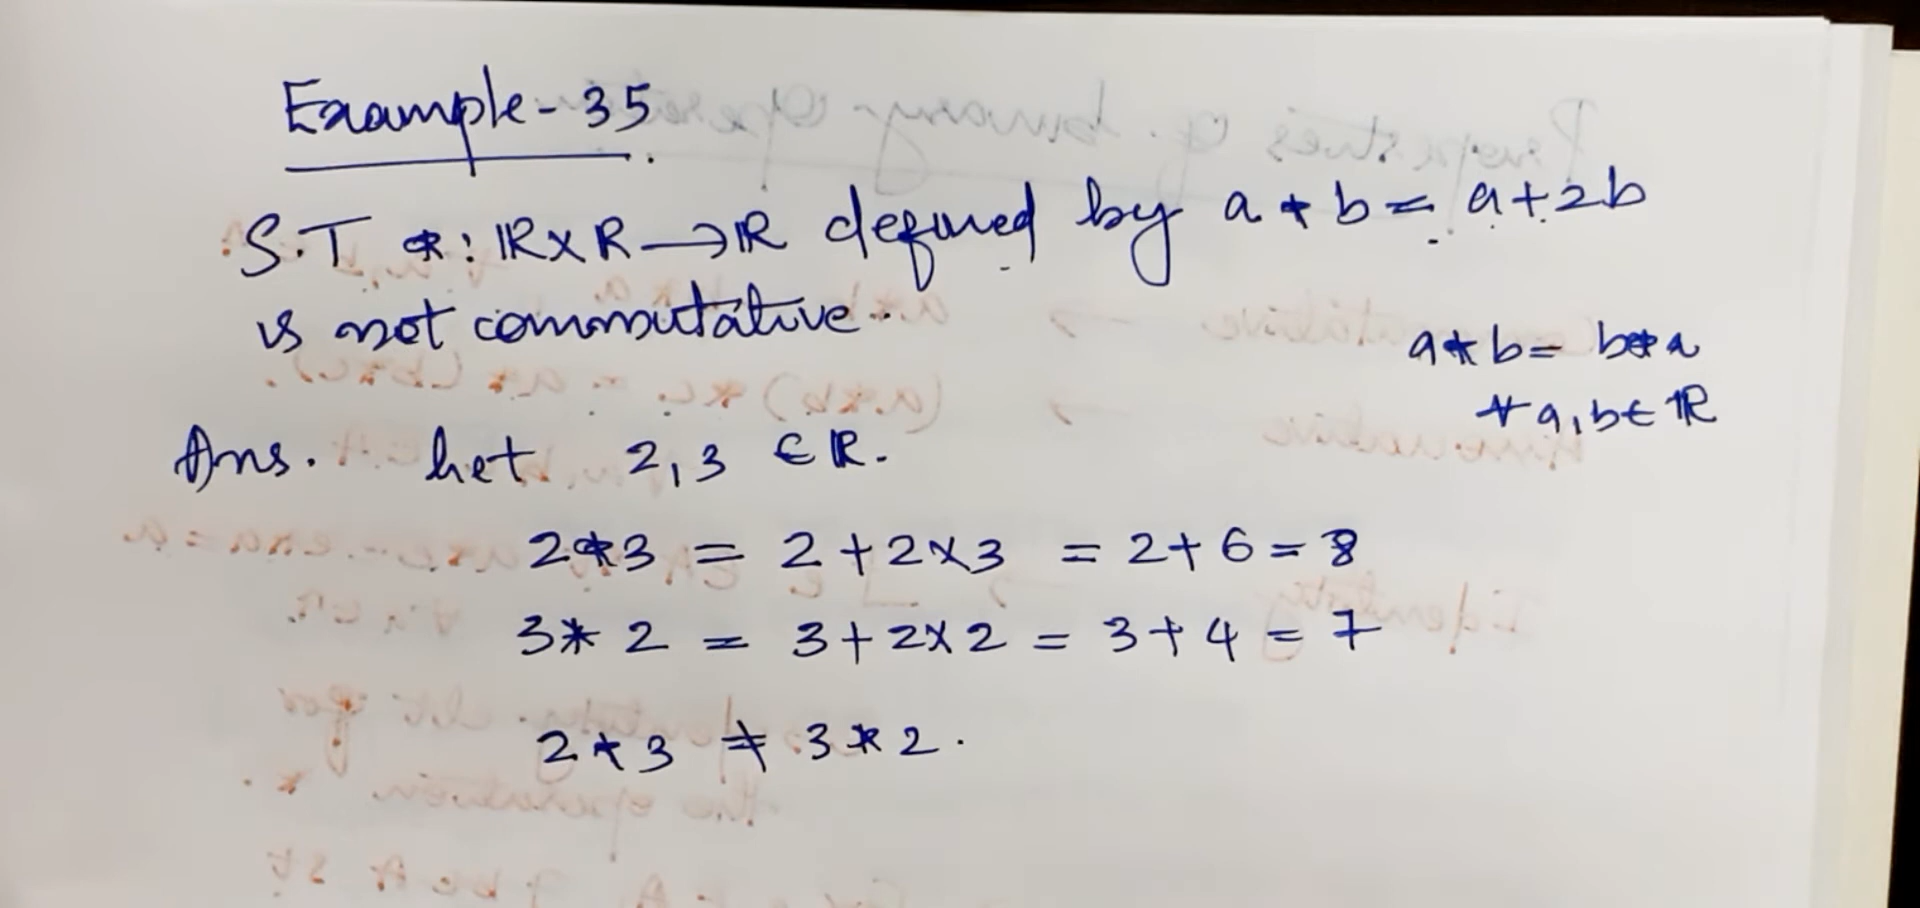 Example-35.
S.T *: ℝ×ℝ→ℝ defined by a * b = a+2b
is not commutative.
a * b = b * a
∀ a, b ∈ ℝ
Ans. Let 2, 3 ∈ ℝ.
2*3 = 2+2×3 = 2+6=8
3*2 = 3+2×2 = 3+4=7
2*3 ≠ 3*2.